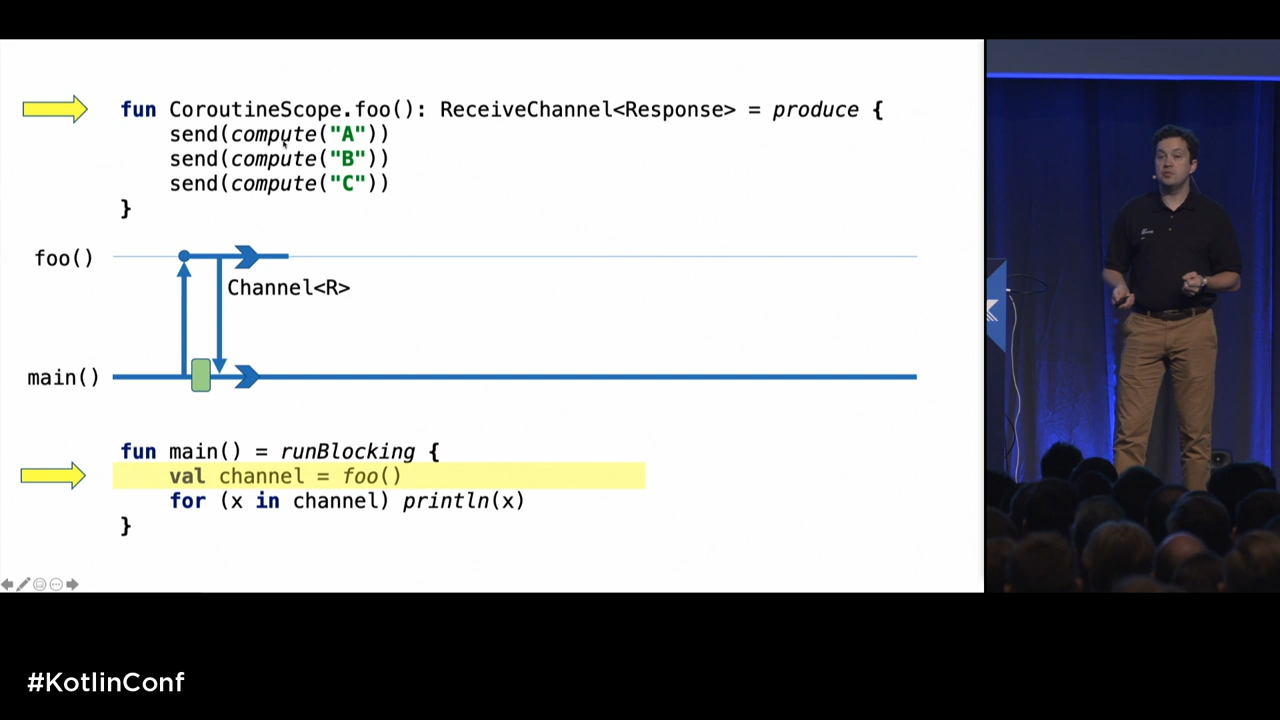 fun CoroutineScope.foo(): ReceiveChannel<Response> = produce {
    send(compute("A"))
    send(compute("B"))
    send(compute("C"))
}
foo()
Channel<R>
main()
fun main() = runBlocking {
    val channel = foo()
    for (x in channel) println(x)
}
#KotlinConf